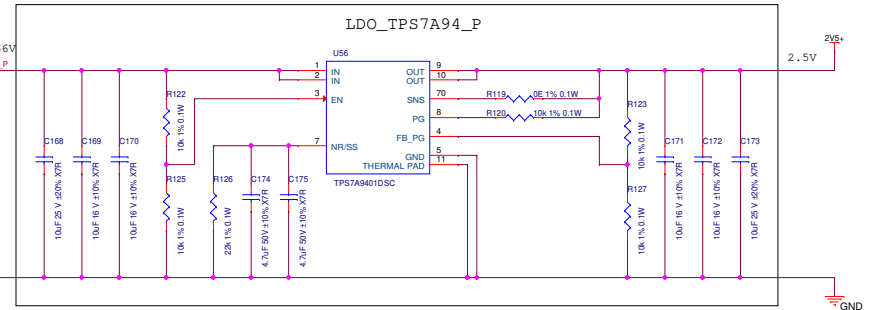 LDO_TPS7A94_P
56V
_P
2V5+
2.5V
U56
1 IN
2 IN
3 EN
7 NR/SS
OUT 9
OUT 10
SNS 70
PG 8
FB_PG 4
GND 5
THERMAL PAD 11
TPS7A9401DSC
R122
10k 1% 0.1W
R125
10k 1% 0.1W
R126
22k 1% 0.1W
C168
10uF 25 V ±20% X7R
C169
10uF 16 V ±10% X7R
C170
10uF 16 V ±10% X7R
C174
4.7uF 50V ±10% X7R
C175
4.7uF 50V ±10% X7R
R119 0E 1% 0.1W
R120 10k 1% 0.1W
R123
10k 1% 0.1W
R127
10k 1% 0.1W
C171
10uF 16 V ±10% X7R
C172
10uF 16 V ±10% X7R
C173
10uF 25 V ±20% X7R
GND